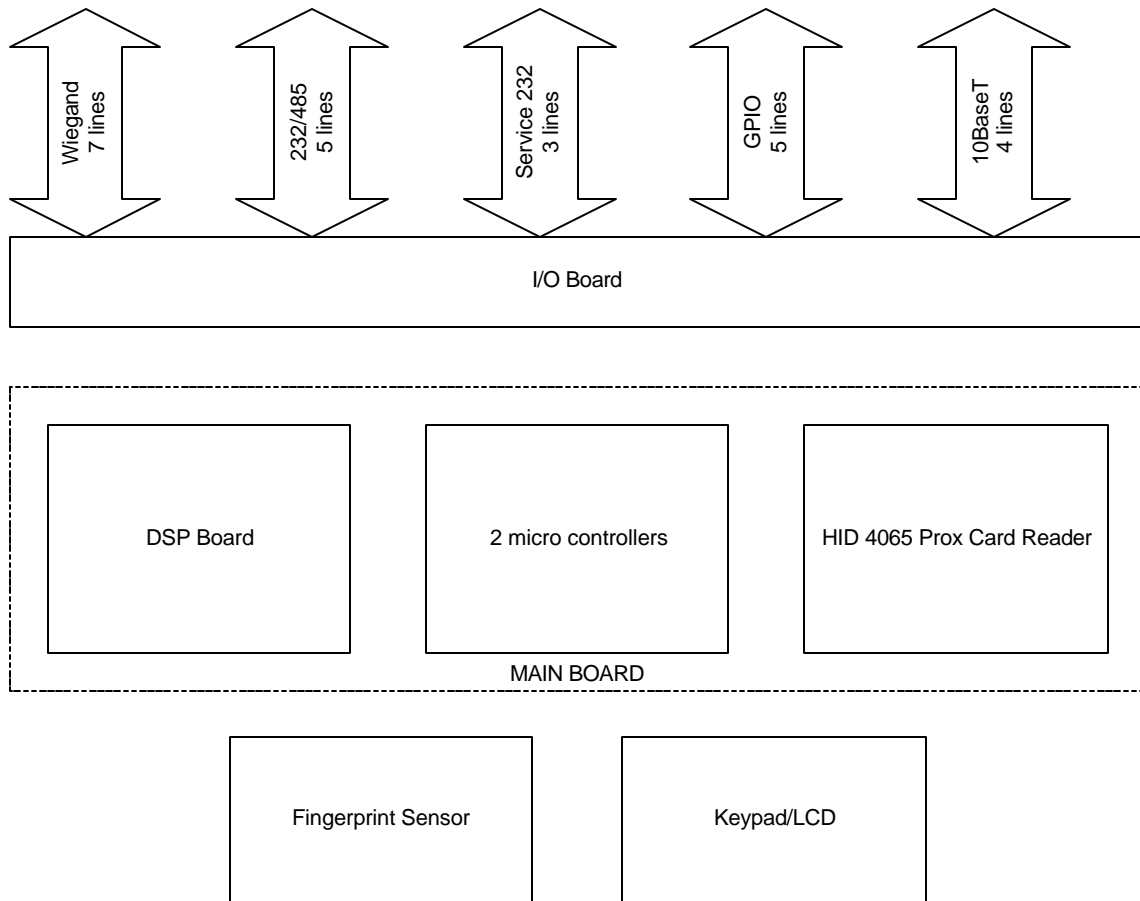 Wiegand
7 lines
232/485
5 lines
Service 232
3 lines
GPIO
5 lines
10BaseT
4 lines
I/O Board
DSP Board
2 micro controllers
HID 4065 Prox Card Reader
MAIN BOARD
Fingerprint Sensor
Keypad/LCD